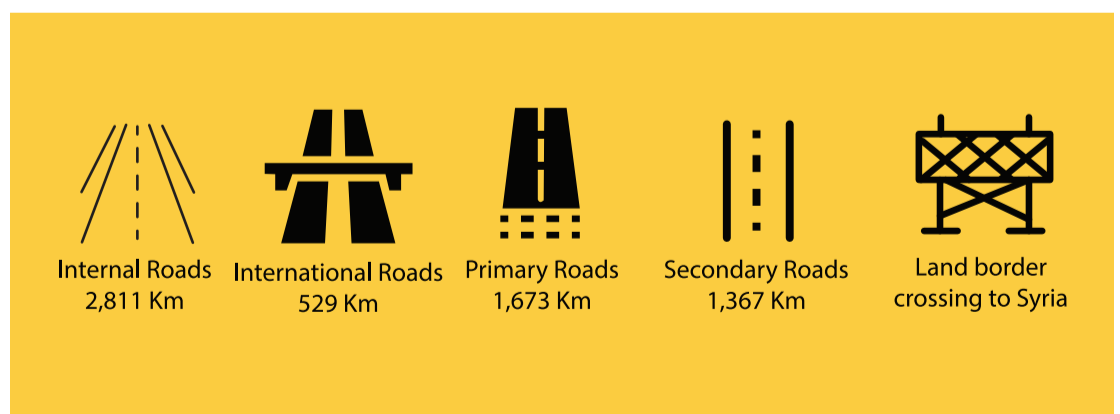 Internal Roads
2,811 Km
International Roads
529 Km
Primary Roads
1,673 Km
Secondary Roads
1,367 Km
Land border
crossing to Syria